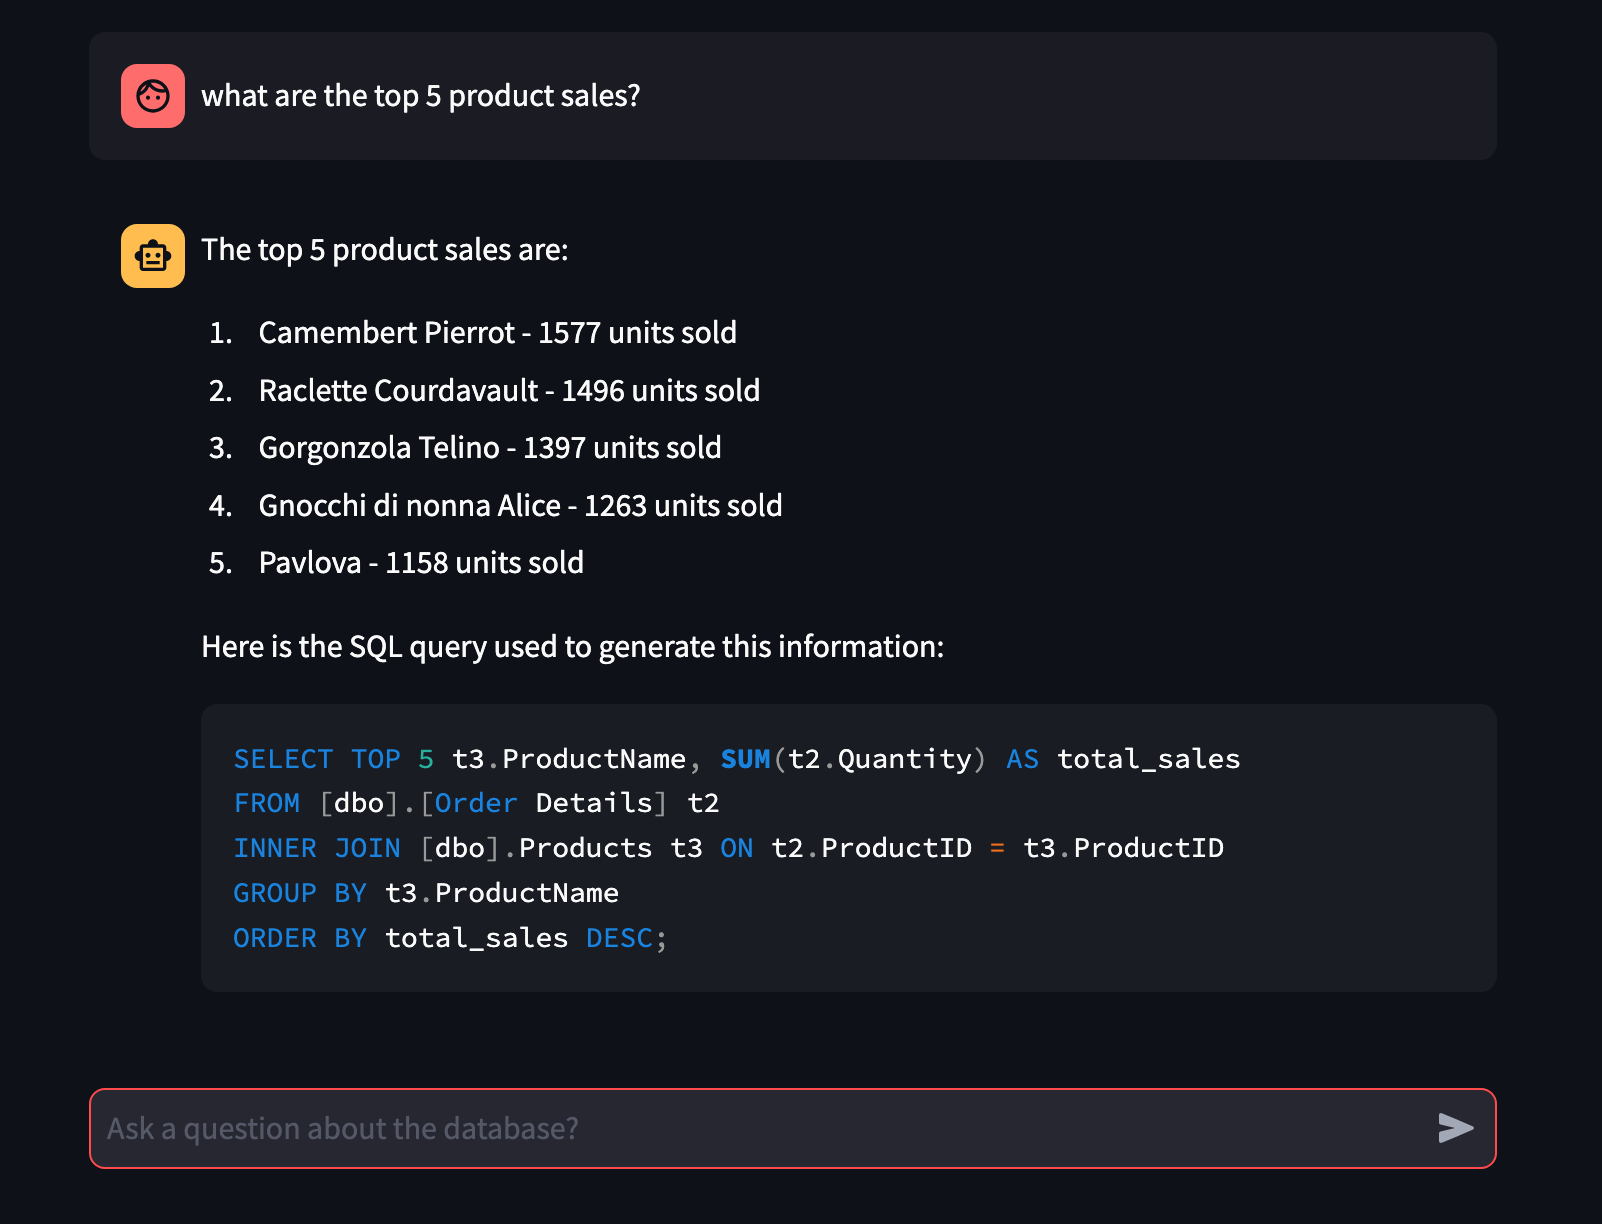 what are the top 5 product sales?
The top 5 product sales are:
1. Camembert Pierrot - 1577 units sold
2. Raclette Courdavault - 1496 units sold
3. Gorgonzola Telino - 1397 units sold
4. Gnocchi di nonna Alice - 1263 units sold
5. Pavlova - 1158 units sold
Here is the SQL query used to generate this information:
SELECT TOP 5 t3.ProductName, SUM(t2.Quantity) AS total_sales
FROM [dbo].[Order Details] t2
INNER JOIN [dbo].Products t3 ON t2.ProductID = t3.ProductID
GROUP BY t3.ProductName
ORDER BY total_sales DESC;
Ask a question about the database?